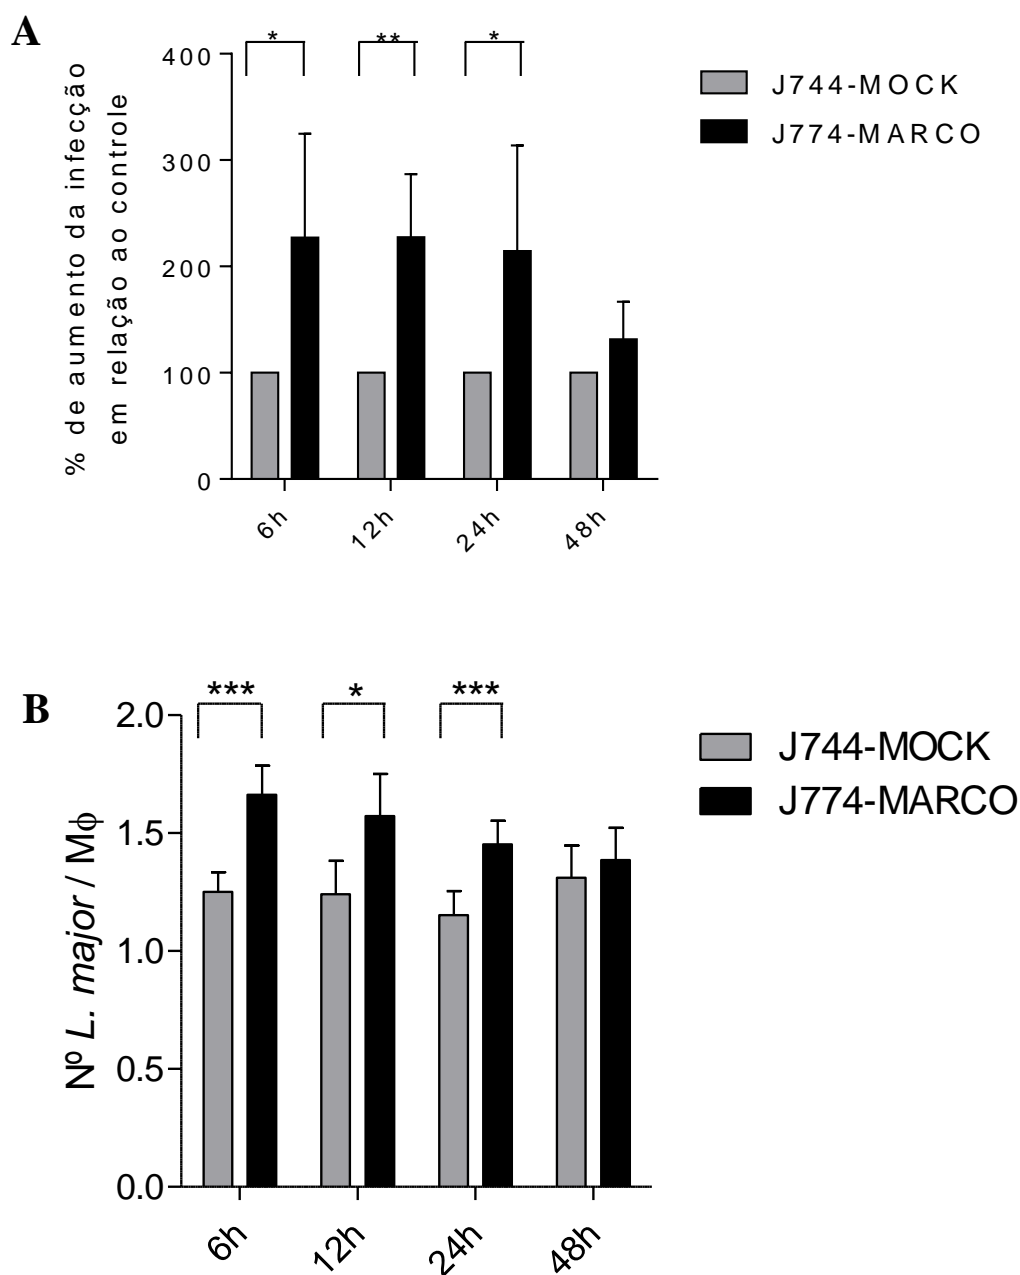 A
* ** *
400
300
200
100
0
% de aumento da infecção
em relação ao controle
6h 12h 24h 48h
J744-MOCK
J774-MARCO
B
*** * ***
2.0
1.5
1.0
0.5
0.0
Nº L. major / Mϕ
6h 12h 24h 48h
J744-MOCK
J774-MARCO